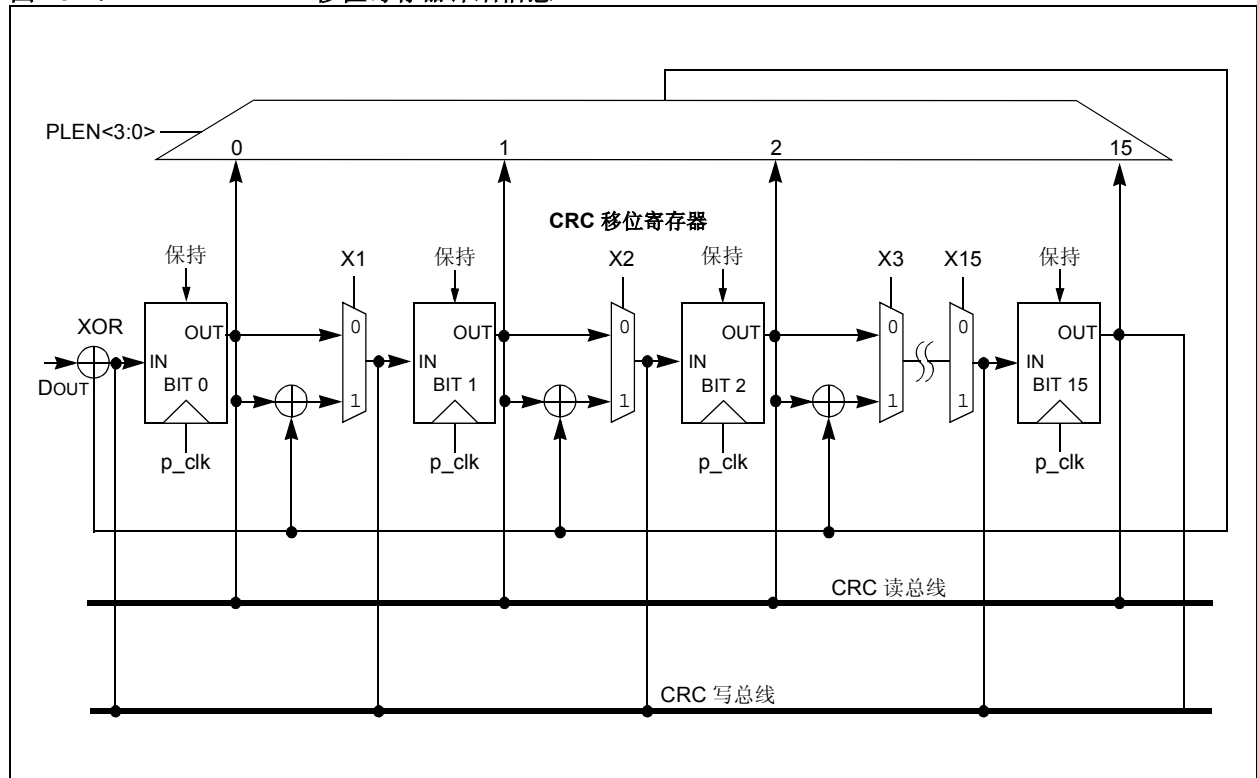 PLEN<3:0>
0
1
2
15
CRC 移位寄存器
保持
X1
保持
X2
保持
X3
X15
保持
XOR
DOUT
IN
OUT
BIT 0
p_clk
0
1
IN
OUT
BIT 1
p_clk
0
1
IN
OUT
BIT 2
p_clk
0
1
0
1
IN
OUT
BIT 15
p_clk
CRC 读总线
CRC 写总线